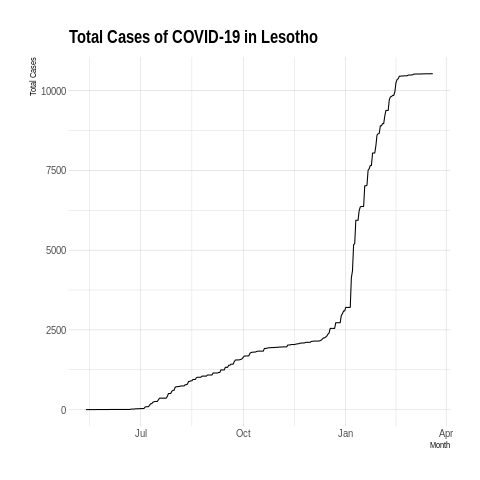 Total Cases of COVID-19 in Lesotho
Total Cases
10000
7500
5000
2500
0
Jul Oct Jan Apr
Month